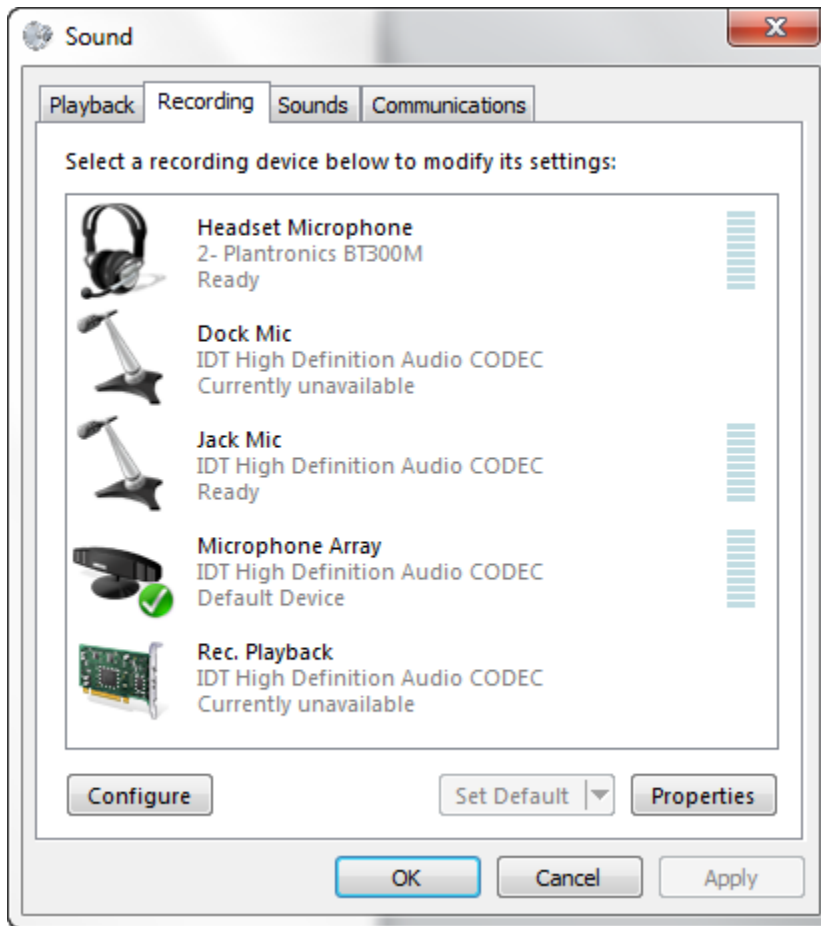 Sound
Playback Recording Sounds Communications
Select a recording device below to modify its settings:
Headset Microphone
2- Plantronics BT300M
Ready
Dock Mic
IDT High Definition Audio CODEC
Currently unavailable
Jack Mic
IDT High Definition Audio CODEC
Ready
Microphone Array
IDT High Definition Audio CODEC
Default Device
Rec. Playback
IDT High Definition Audio CODEC
Currently unavailable
Configure Set Default Properties
OK Cancel Apply